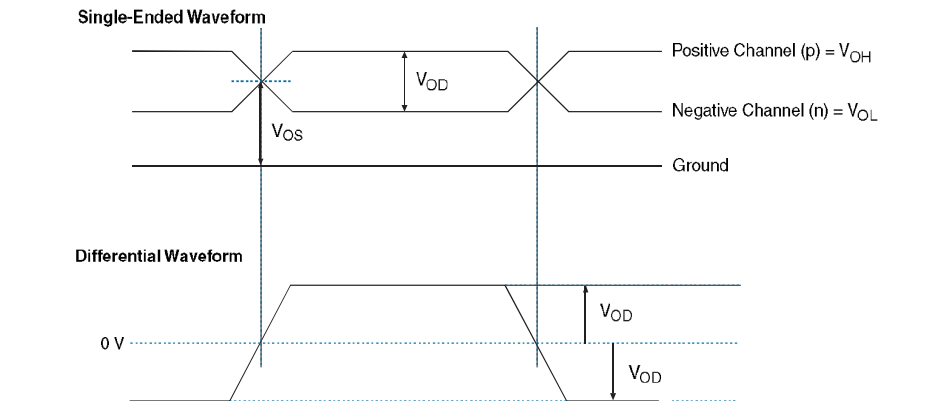 Single-Ended Waveform
Positive Channel (p) = VOH
VOD
Negative Channel (n) = VOL
VOS
Ground
Differential Waveform
VOD
0 V
VOD